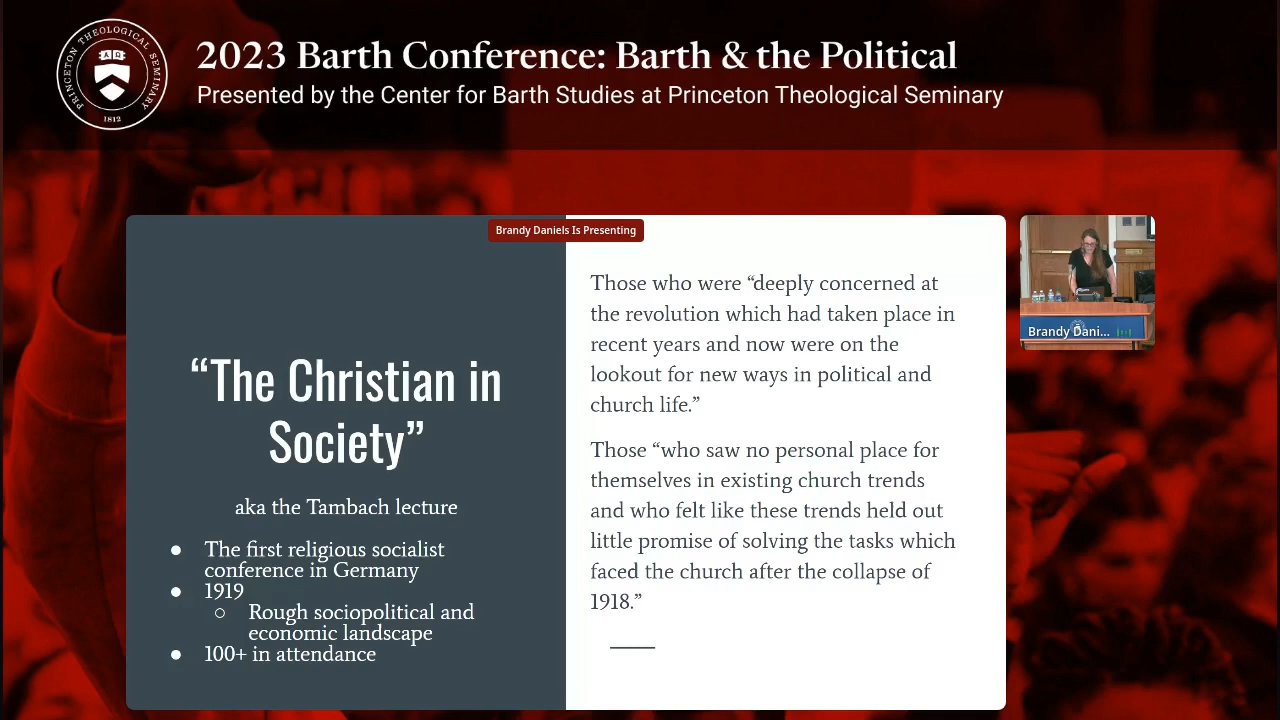 PRINCETON THEOLOGICAL SEMINARY
1812
2023 Barth Conference: Barth & the Political
Presented by the Center for Barth Studies at Princeton Theological Seminary
Brandy Daniels Is Presenting
“The Christian in
Society”
aka the Tambach lecture
● The first religious socialist
conference in Germany
● 1919
○ Rough sociopolitical and
economic landscape
● 100+ in attendance
Those who were “deeply concerned at
the revolution which had taken place in
recent years and now were on the
lookout for new ways in political and
church life.”
Those “who saw no personal place for
themselves in existing church trends
and who felt like these trends held out
little promise of solving the tasks which
faced the church after the collapse of
1918.”
Brandy Dani...